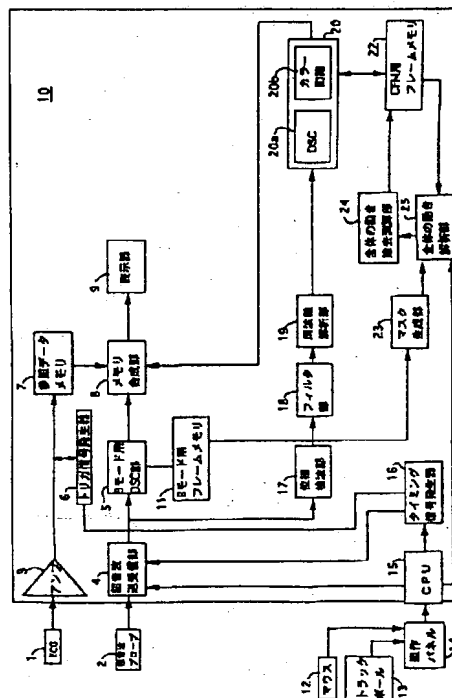 10
1
ECG
2
超音波
プローブ
3
アンプ
4
超音波
送受信部
5
Bモード用
DSC部
6
トリガ信号発生器
7
参照データ
メモリ
8
メモリ
合成部
9
表示器
11
Bモード用
フレームメモリ
12
マウス
13
トラック
ボール
14
操作
パネル
15
CPU
16
タイミング
信号発生器
17
位相
検波部
18
フィルタ
部
19
周波数
解析部
20
20a
DSC
20b
カラー
回路
22
CFM用
フレームメモリ
23
マスク
生成部
24
全体の動き
除去演算部
25
全体の動き
解析部